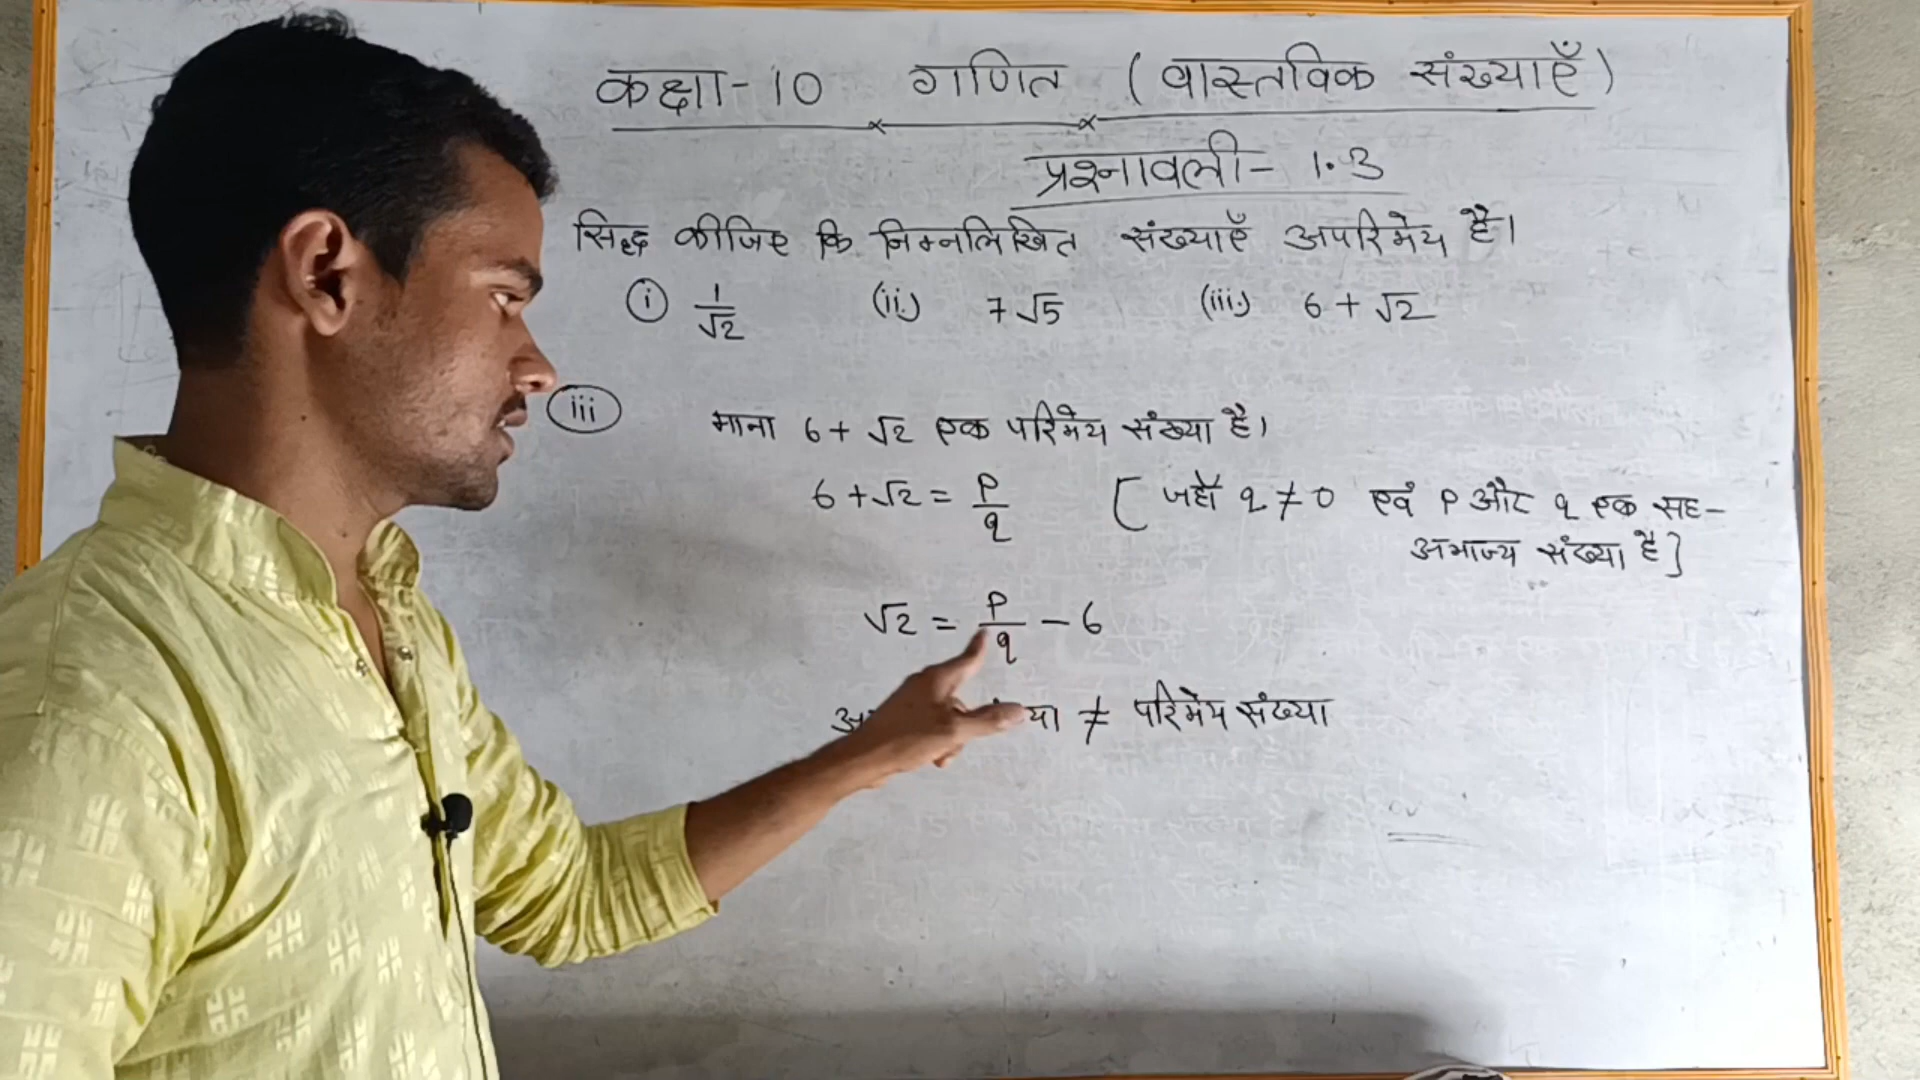 कक्षा-10 गणित (वास्तविक संख्याएँ)
प्रश्नावली- 1.3
सिद्ध कीजिए कि निम्नलिखित संख्याएँ अपरिमेय है।
(i) 1/√2 (ii) 7√5 (iii) 6+√2
(iii) माना 6+√2 एक परिमेय संख्या है।
6+√2 = p/q [जहाँ q ≠ 0 एवं p और q एक सह-
अभाज्य संख्या है]
√2 = p/q - 6
≠ परिमेय संख्या